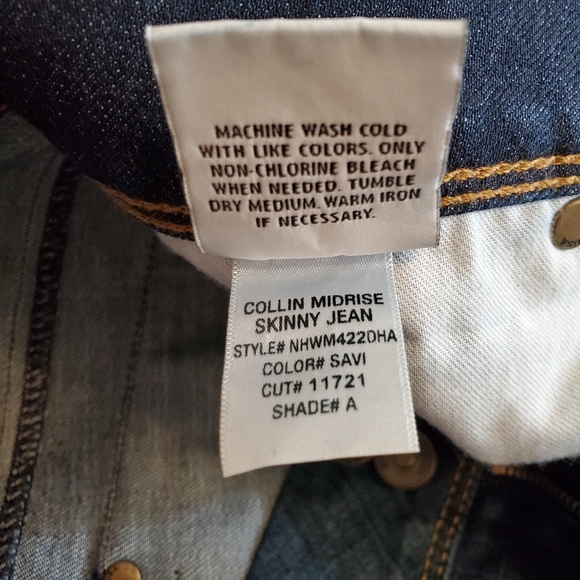 MACHINE WASH COLD
WITH LIKE COLORS. ONLY
NON-CHLORINE BLEACH
WHEN NEEDED. TUMBLE
DRY MEDIUM. WARM IRON
IF NECESSARY.
COLLIN MIDRISE
SKINNY JEAN
STYLE# NHWM422DHA
COLOR# SAVI
CUT# 11721
SHADE# A